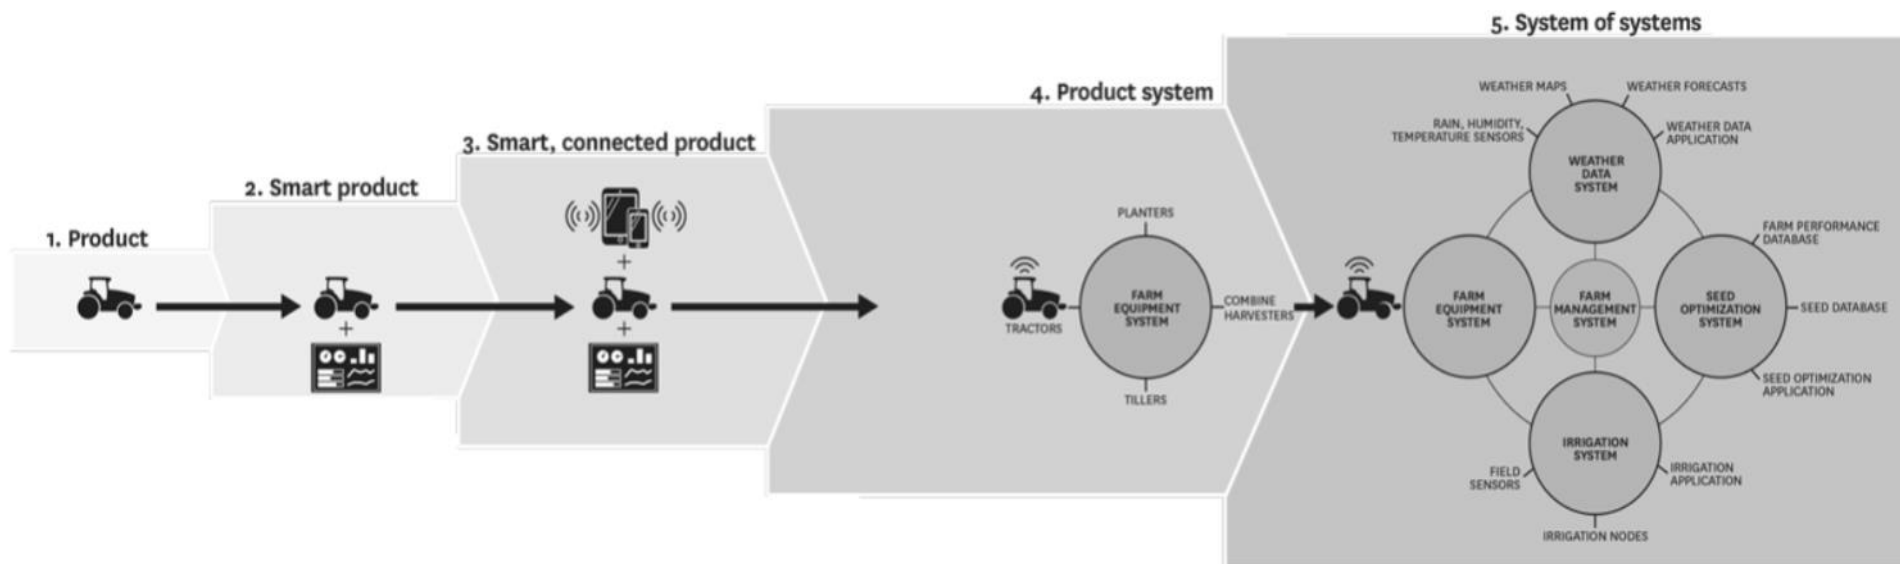 1. Product
2. Smart product
3. Smart, connected product
4. Product system
PLANTERS
TRACTORS
FARM
EQUIPMENT
SYSTEM
COMBINE
HARVESTERS
TILLERS
5. System of systems
WEATHER MAPS
WEATHER FORECASTS
RAIN, HUMIDITY,
TEMPERATURE SENSORS
WEATHER DATA
APPLICATION
WEATHER
DATA
SYSTEM
FARM PERFORMANCE
DATABASE
FARM
EQUIPMENT
SYSTEM
FARM
MANAGEMENT
SYSTEM
SEED
OPTIMIZATION
SYSTEM
SEED DATABASE
SEED OPTIMIZATION
APPLICATION
IRRIGATION
SYSTEM
FIELD
SENSORS
IRRIGATION
APPLICATION
IRRIGATION NODES